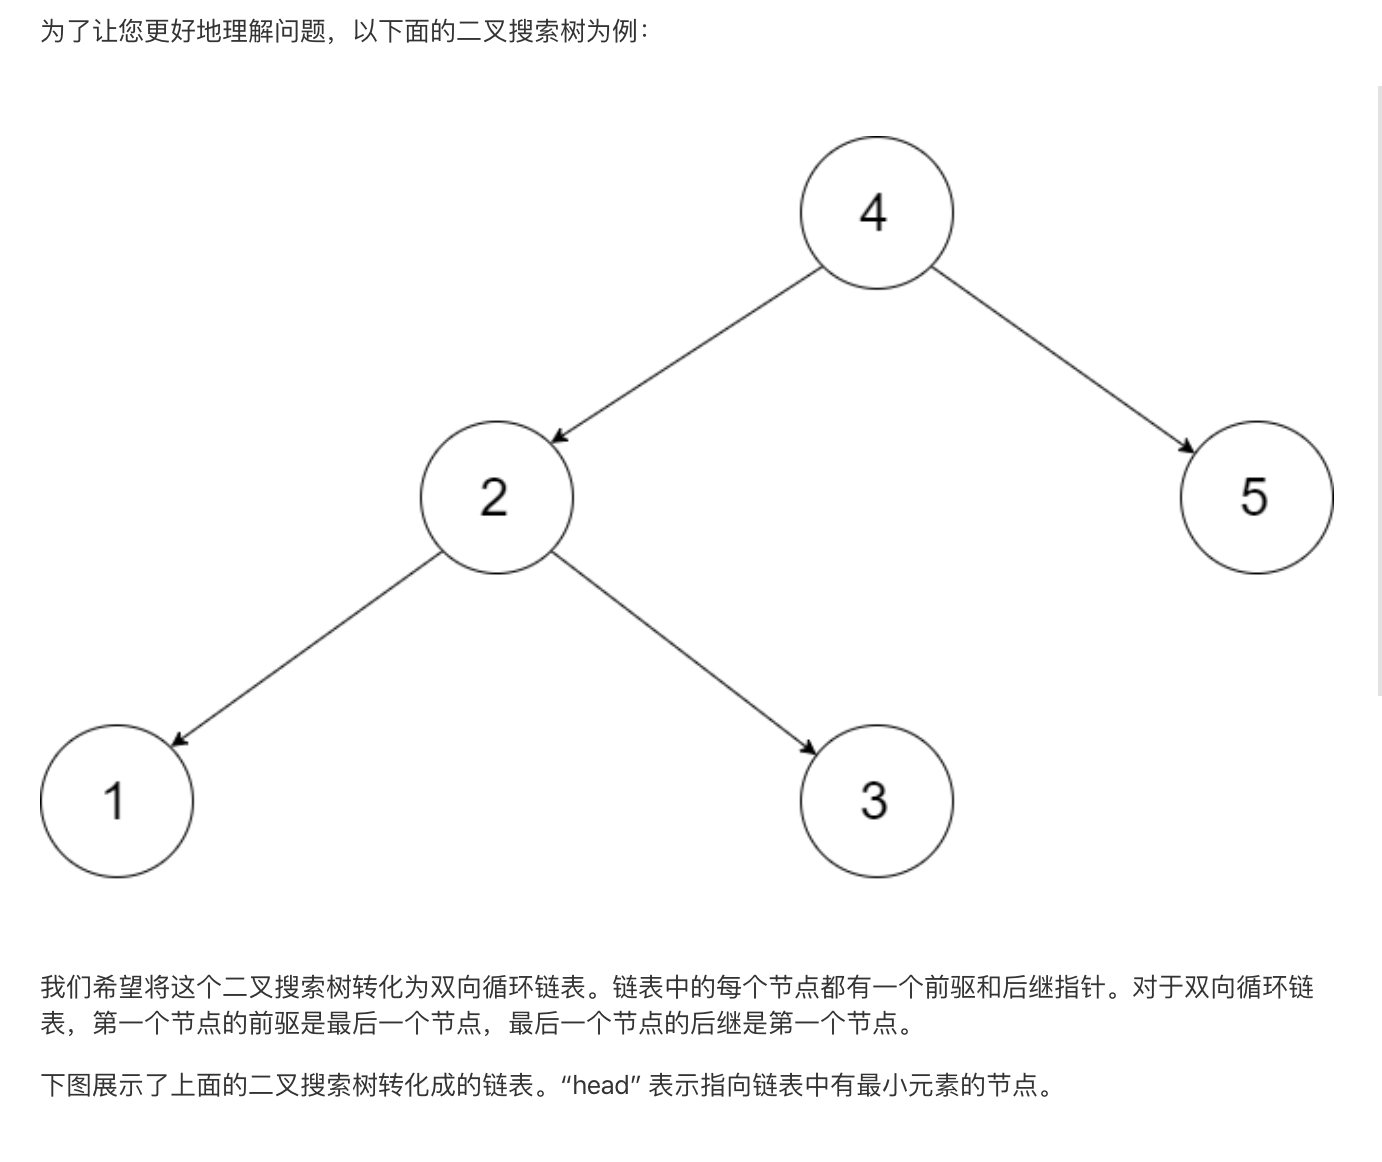 为了让您更好地理解问题，以下面的二叉搜索树为例：
4
2
5
1
3
我们希望将这个二叉搜索树转化为双向循环链表。链表中的每个节点都有一个前驱和后继指针。对于双向循环链
表，第一个节点的前驱是最后一个节点，最后一个节点的后继是第一个节点。
下图展示了上面的二叉搜索树转化成的链表。“head” 表示指向链表中有最小元素的节点。